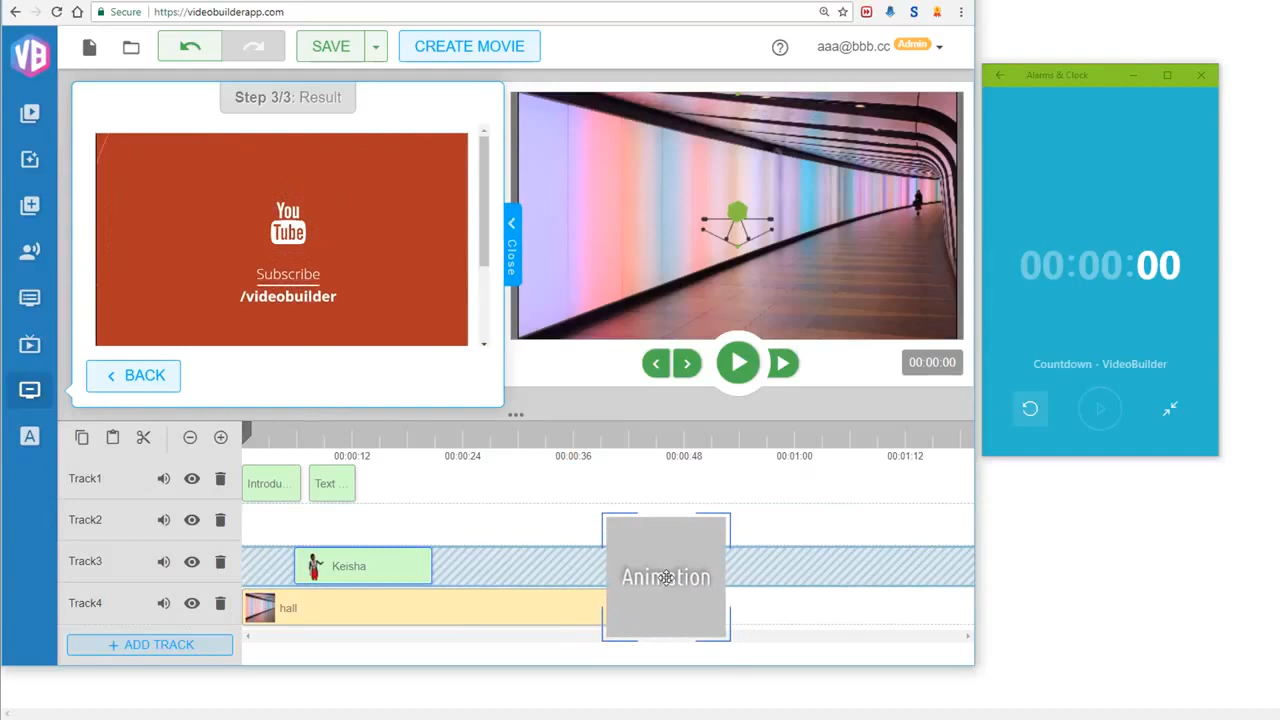 Secure
https://videobuilderapp.com
VB
SAVE
CREATE MOVIE
aaa@bbb.cc
Admin
Step 3/3: Result
You
Tube
Subscribe
/videobuilder
BACK
Close
00:00:00
Alarms & Clock
00:00:00
Countdown - VideoBuilder
00:00:12
00:00:24
00:00:36
00:00:48
00:01:00
00:01:12
Track1
Introdu...
Text ...
Track2
Track3
Keisha
Animation
Track4
hall
+ ADD TRACK
A